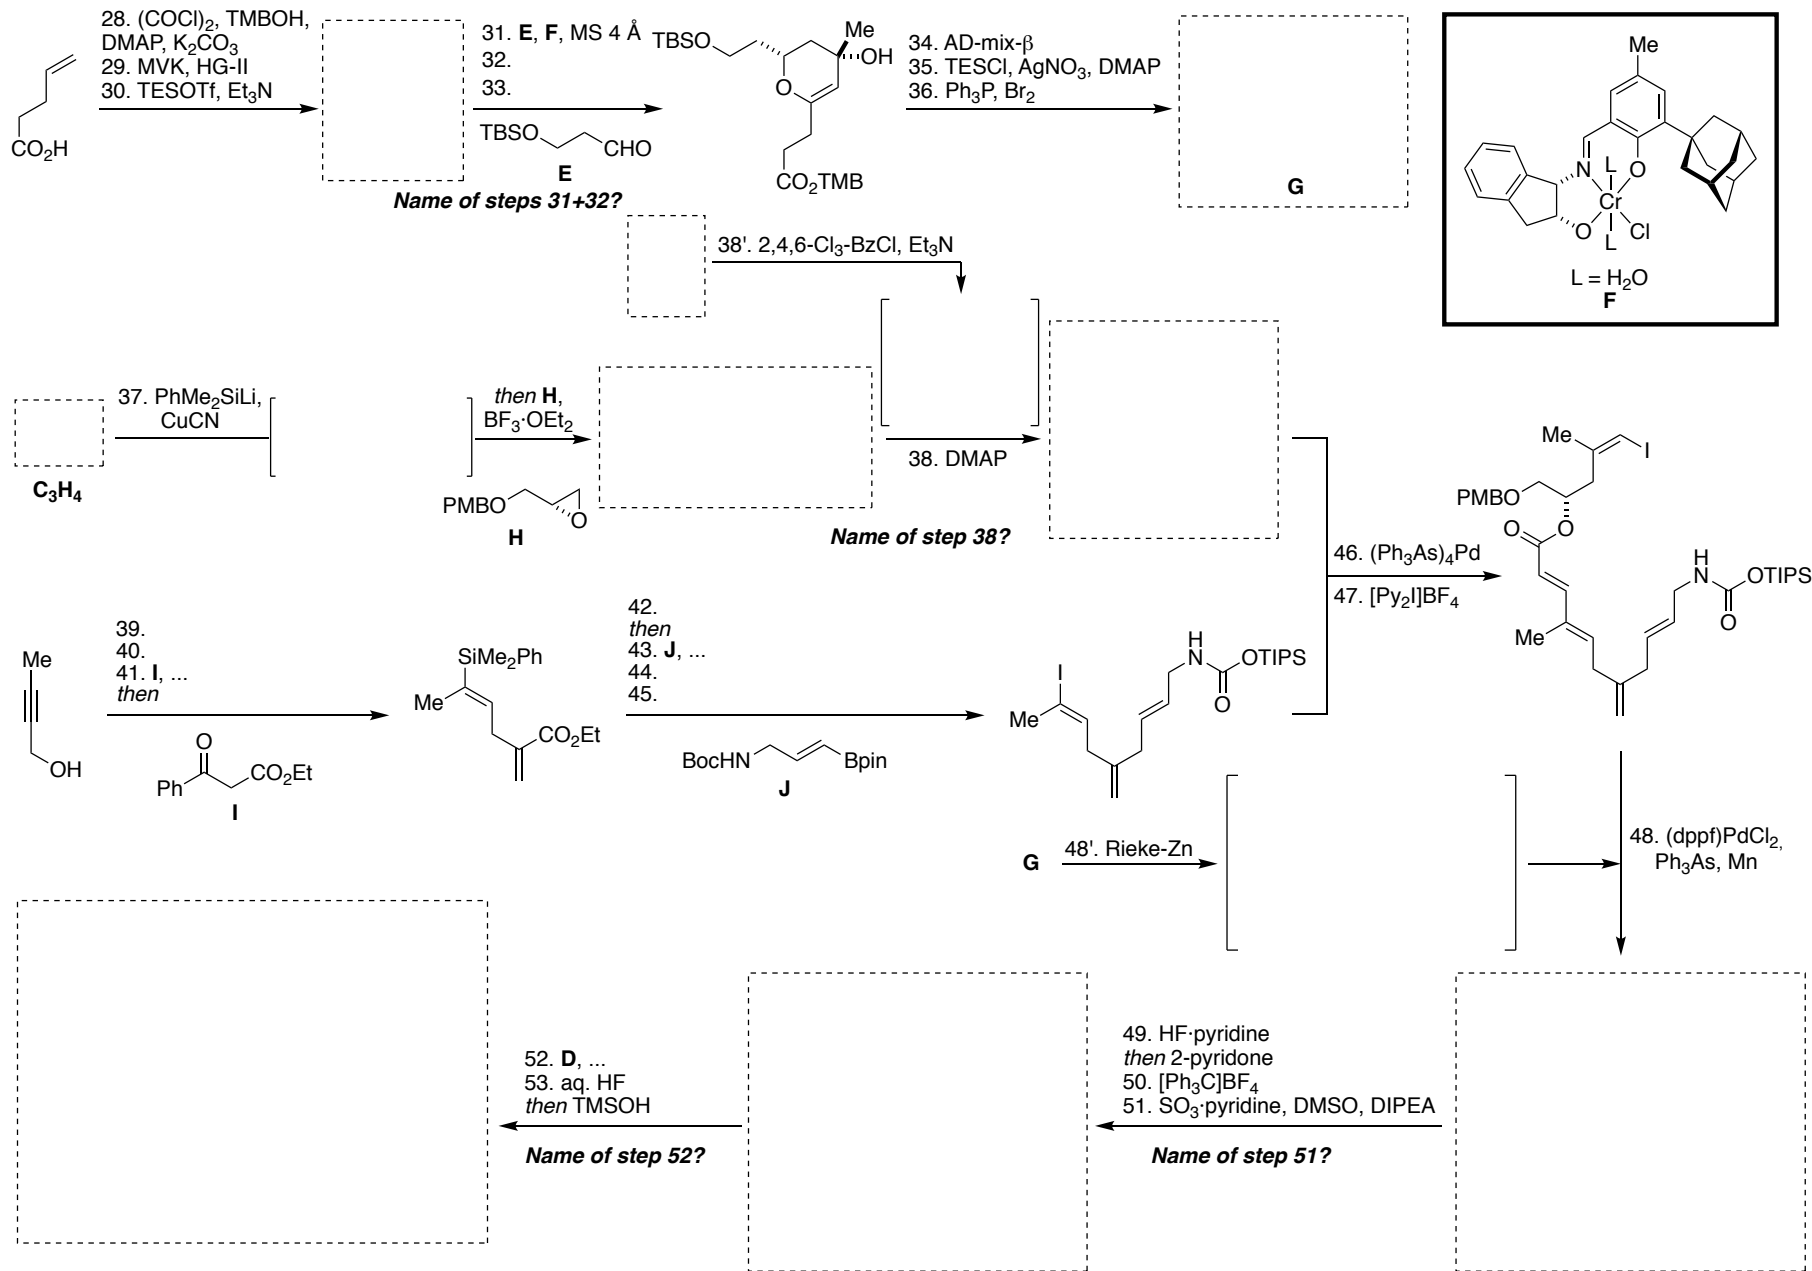 28. (COCl)₂, TMBOH,
DMAP, K₂CO₃
29. MVK, HG-II
30. TESOTf, Et₃N
CO₂H
31. E, F, MS 4 Å
32.
33.
TBSO
CHO
E
Name of steps 31+32?
TBSO
Me
OH
O
CO₂TMB
34. AD-mix-β
35. TESCl, AgNO₃, DMAP
36. Ph₃P, Br₂
G
Me
N
L
O
Cr
O
L
Cl
L = H₂O
F
38'. 2,4,6-Cl₃-BzCl, Et₃N
C₃H₄
37. PhMe₂SiLi,
CuCN
then H,
BF₃·OEt₂
PMBO
O
H
38. DMAP
Name of step 38?
Me
OH
39.
40.
41. I, ...
then
O
Ph
CO₂Et
I
SiMe₂Ph
Me
CO₂Et
42.
then
43. J, ...
44.
45.
BocHN
Bpin
J
I
Me
H
N
OTIPS
O
46. (Ph₃As)₄Pd
47. [Py₂I]BF₄
Me
I
PMBO
O
O
Me
H
N
OTIPS
O
G
48'. Rieke-Zn
48. (dppf)PdCl₂,
Ph₃As, Mn
49. HF·pyridine
then 2-pyridone
50. [Ph₃C]BF₄
51. SO₃·pyridine, DMSO, DIPEA
Name of step 51?
52. D, ...
53. aq. HF
then TMSOH
Name of step 52?